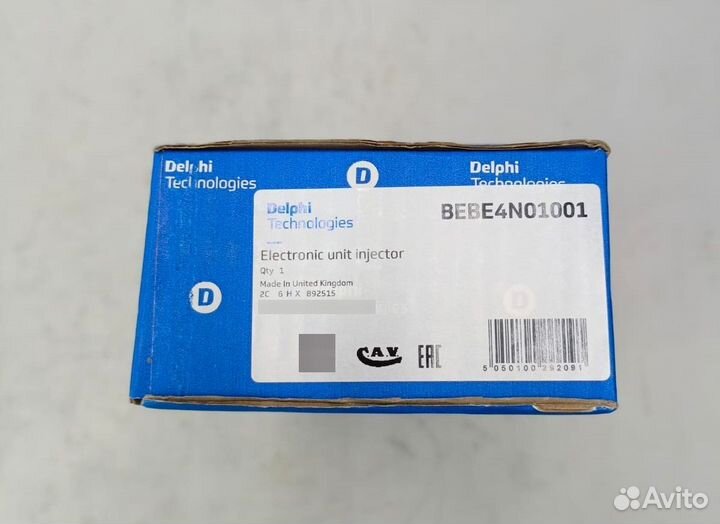 Delphi
Technologies
D
Delphi
Technologies
Delphi
Technologies
BEBE4N01001
Electronic unit injector
Qty 1
Made In United Kingdom
2C 6 H X 892515
D
C.A.V.
EAC
5 050100 292091
D
Avito